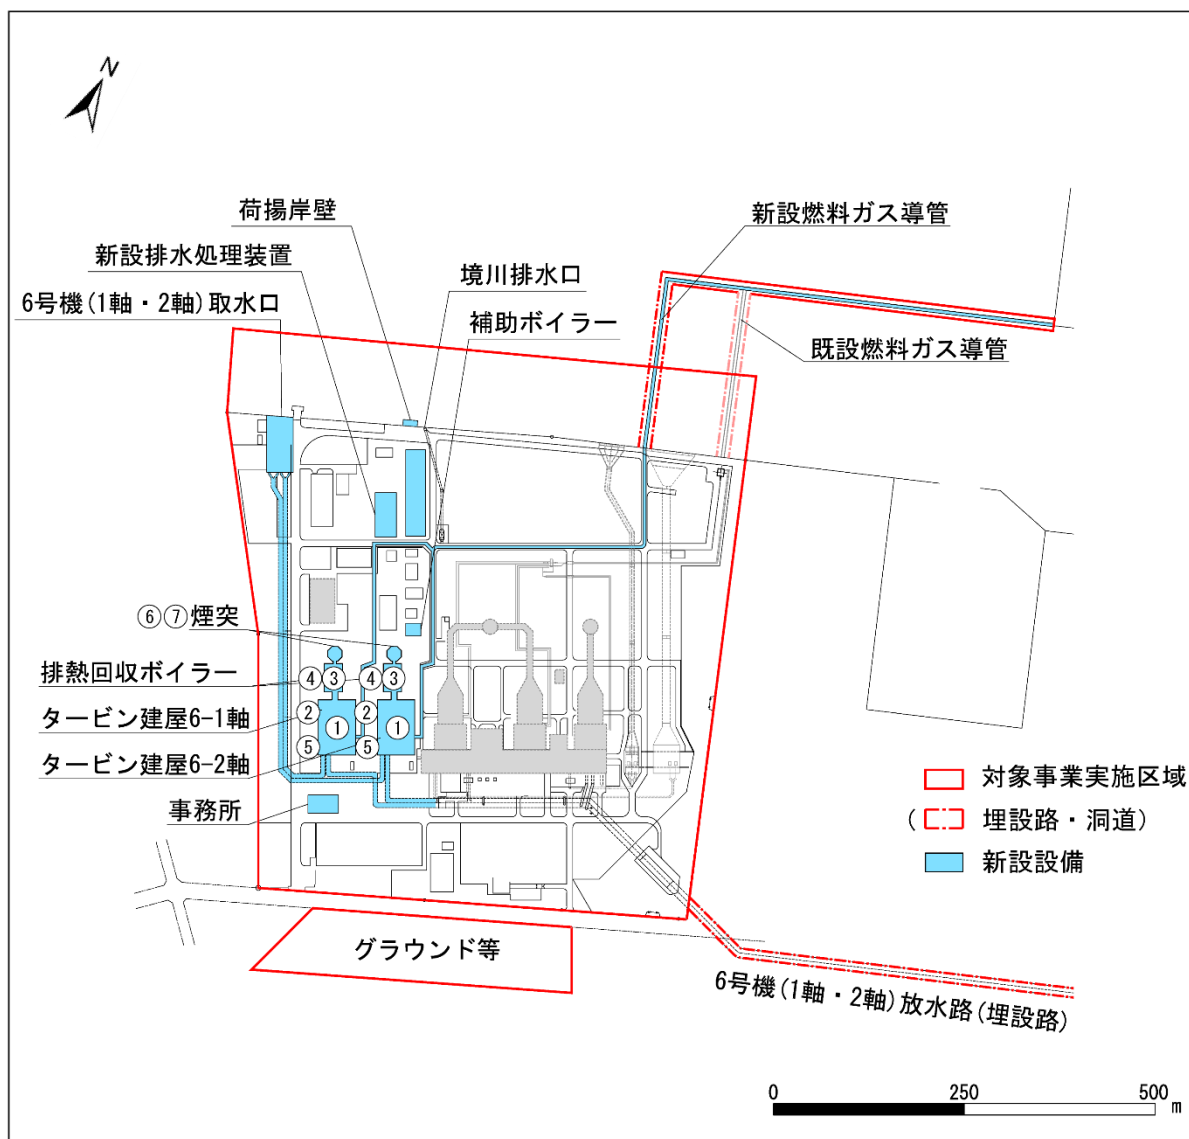 N
荷揚岸壁
新設燃料ガス導管
新設排水処理装置
境川排水口
6号機(1軸・2軸)取水口
補助ボイラー
既設燃料ガス導管
⑥⑦煙突
排熱回収ボイラー
④③ ④③
タービン建屋6-1軸
② ① ② ①
⑤ ⑤
タービン建屋6-2軸
事務所
対象事業実施区域
( 埋設路・洞道)
新設設備
グラウンド等
6号機(1軸・2軸)放水路(埋設路)
0 250 500 m